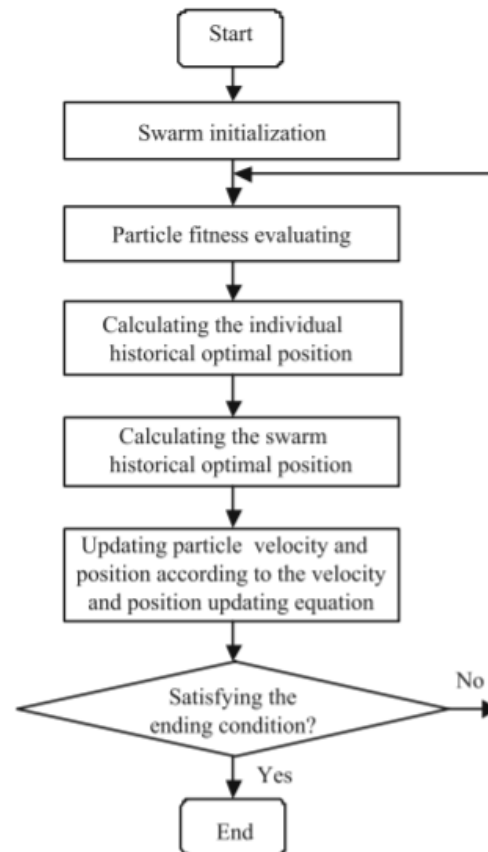 Start
Swarm initialization
Particle fitness evaluating
Calculating the individual
historical optimal position
Calculating the swarm
historical optimal position
Updating particle velocity and
position according to the velocity
and position updating equation
Satisfying the
ending condition?
No
Yes
End